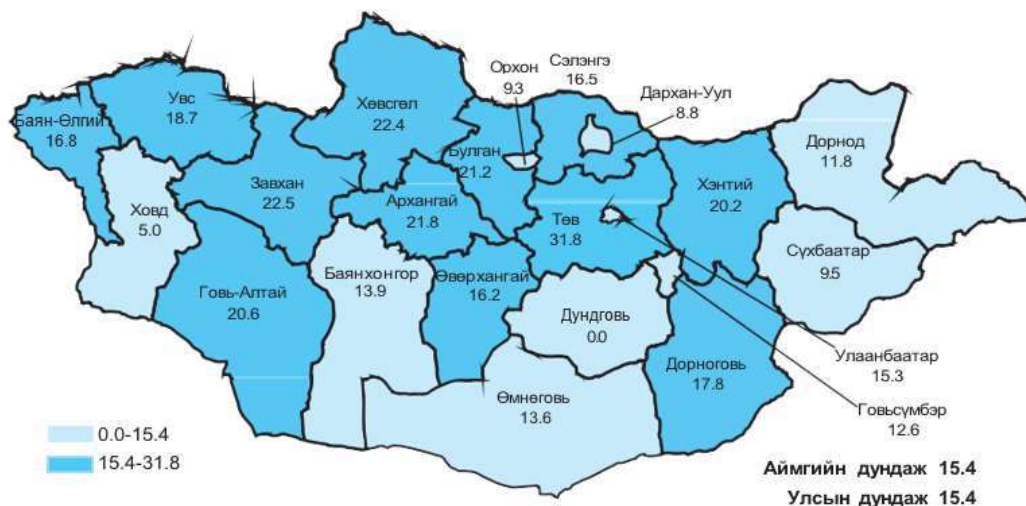 Орхон
9.3
Сэлэнгэ
16.5
Дархан-Уул
8.8
Увс
18.7
Баян-Өлгий
16.8
Хөвсгөл
22.4
Булган
21.2
Дорнод
11.8
Ховд
5.0
Завхан
22.5
Архангай
21.8
Төв
31.8
Хэнтий
20.2
Сүхбаатар
9.5
Говь-Алтай
20.6
Баянхонгор
13.9
Өвөрхангай
16.2
Дундговь
0.0
Дорноговь
17.8
Улаанбаатар
15.3
Өмнөговь
13.6
Говьсүмбэр
12.6
0.0-15.4
15.4-31.8
Аймгийн дундаж 15.4
Улсын дундаж 15.4